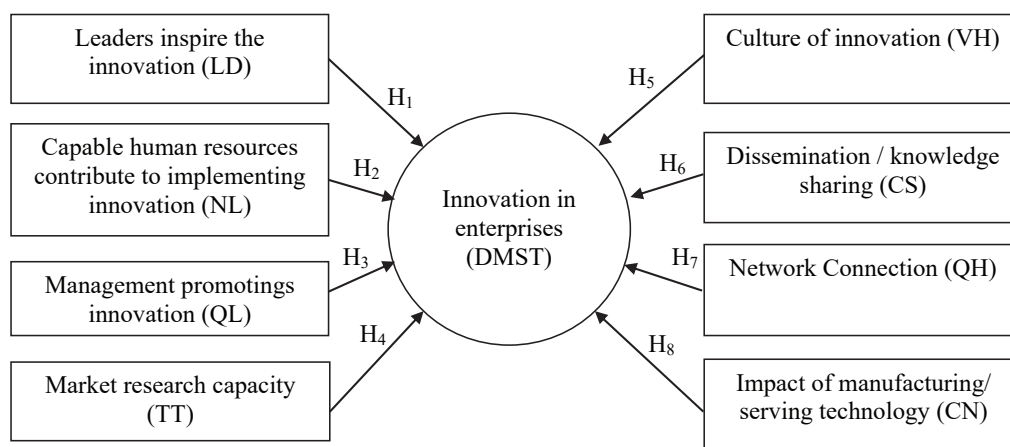 Leaders inspire the
innovation (LD)
H1
Capable human resources
contribute to implementing
innovation (NL)
H2
Management promotings
innovation (QL)
H3
Market research capacity
(TT)
H4
Innovation in
enterprises
(DMST)
Culture of innovation (VH)
H5
Dissemination / knowledge
sharing (CS)
H6
Network Connection (QH)
H7
Impact of manufacturing/
serving technology (CN)
H8